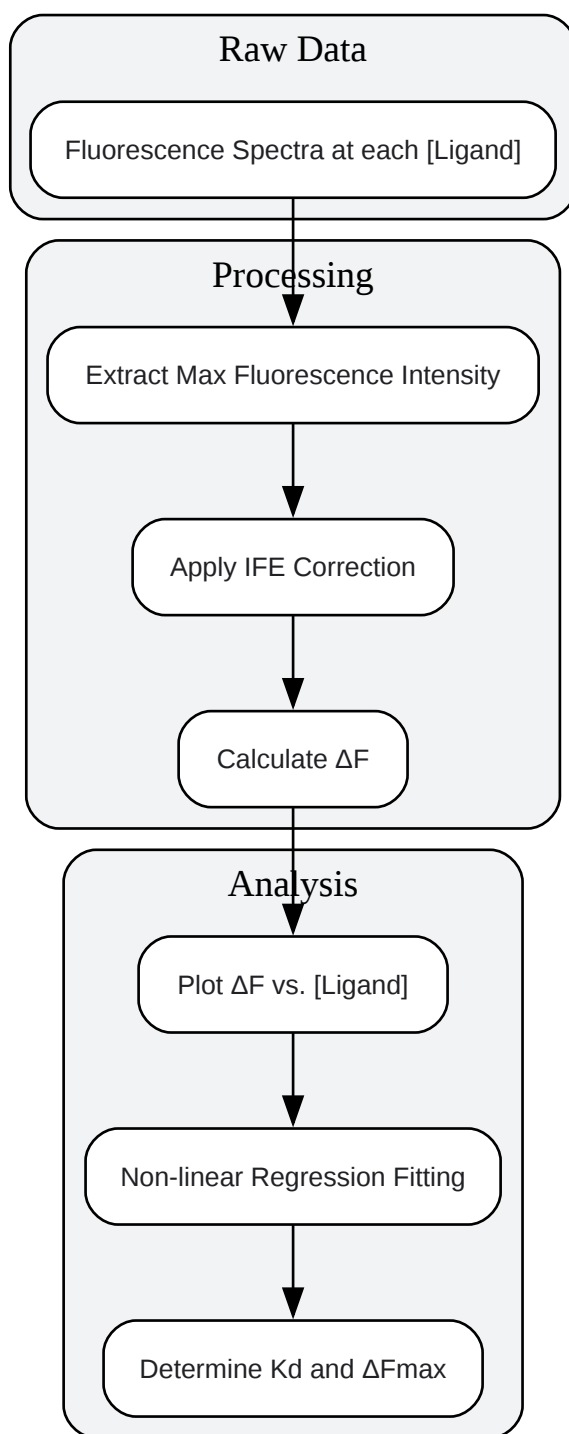 Raw Data
Fluorescence Spectra at each [Ligand]
Processing
Extract Max Fluorescence Intensity
Apply IFE Correction
Calculate ΔF
Analysis
Plot ΔF vs. [Ligand]
Non-linear Regression Fitting
Determine Kd and ΔFmax